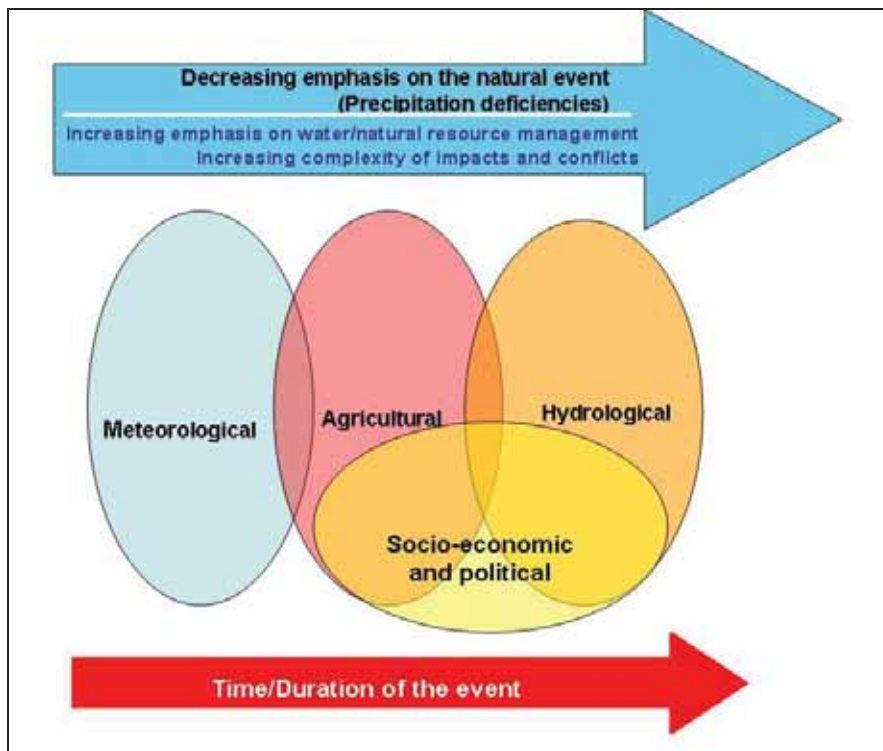 Decreasing emphasis on the natural event
(Precipitation deficiencies)
Increasing emphasis on water/natural resource management
Increasing complexity of impacts and conflicts
Meteorological
Agricultural
Hydrological
Socio-economic
and political
Time/Duration of the event